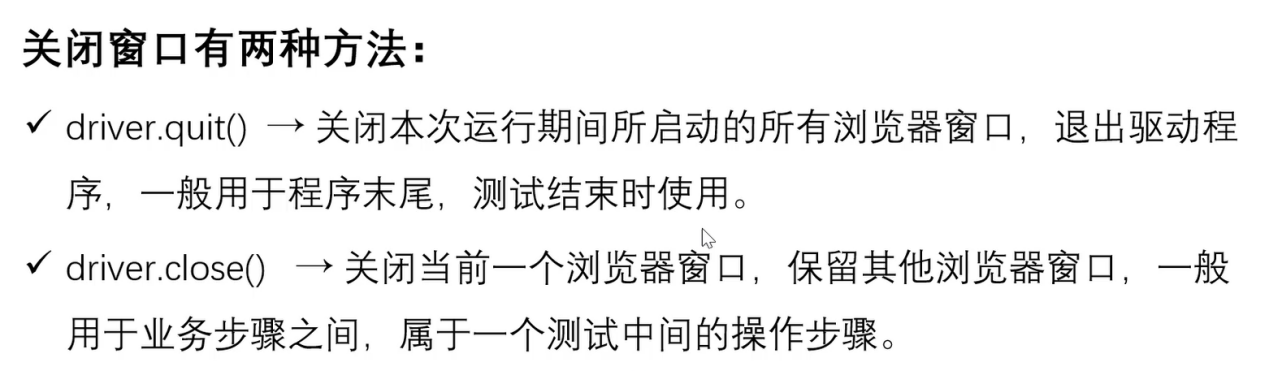 关闭窗口有两种方法：
✓ driver.quit() → 关闭本次运行期间所启动的所有浏览器窗口，退出驱动程
序，一般用于程序末尾，测试结束时使用。
✓ driver.close() → 关闭当前一个浏览器窗口，保留其他浏览器窗口，一般
用于业务步骤之间，属于一个测试中间的操作步骤。